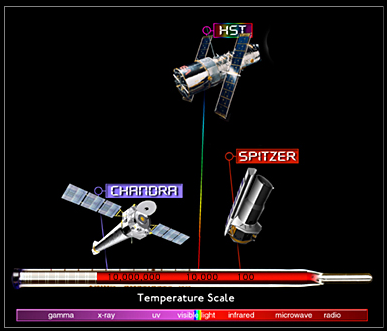 HST
SPITZER
CHANDRA
10,000,000 10,000 100
Temperature Scale
gamma x-ray uv visible light infrared microwave radio